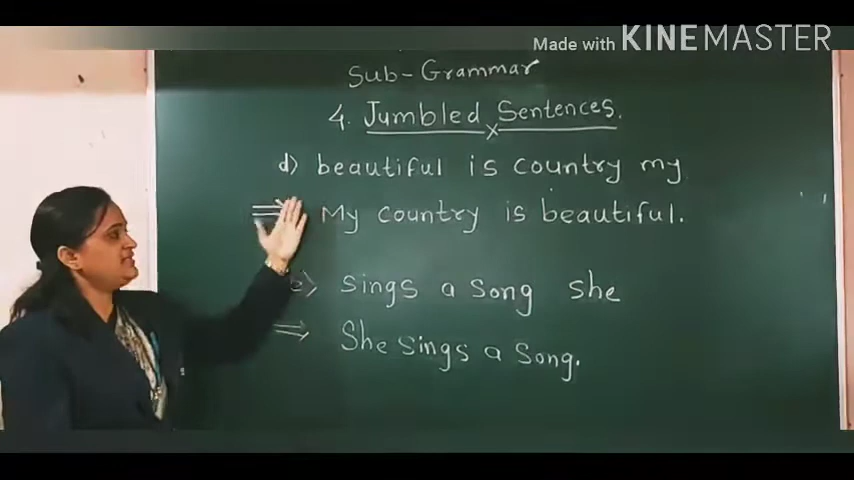 Made with KINEMASTER
Sub-Grammar
4. Jumbled Sentences.
d) beautiful is country my
⇒ My country is beautiful.
e) sings a song she
⇒ She sings a song.